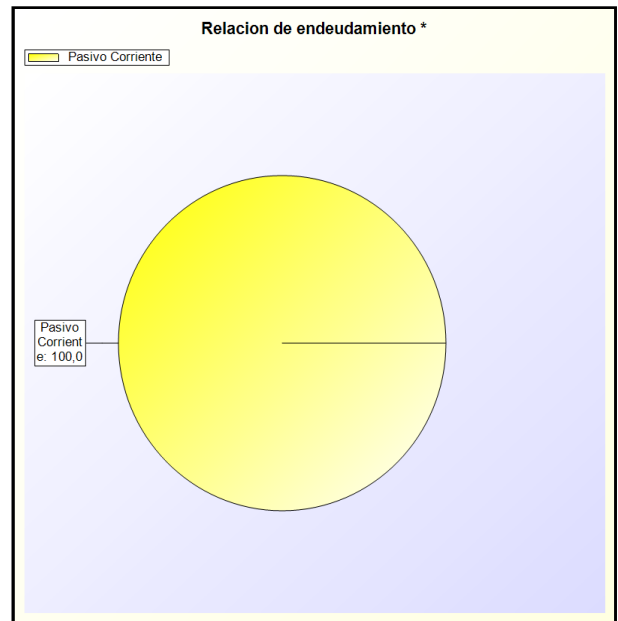 Relacion de endeudamiento *
Pasivo Corriente
Pasivo
Corrient
e: 100,0